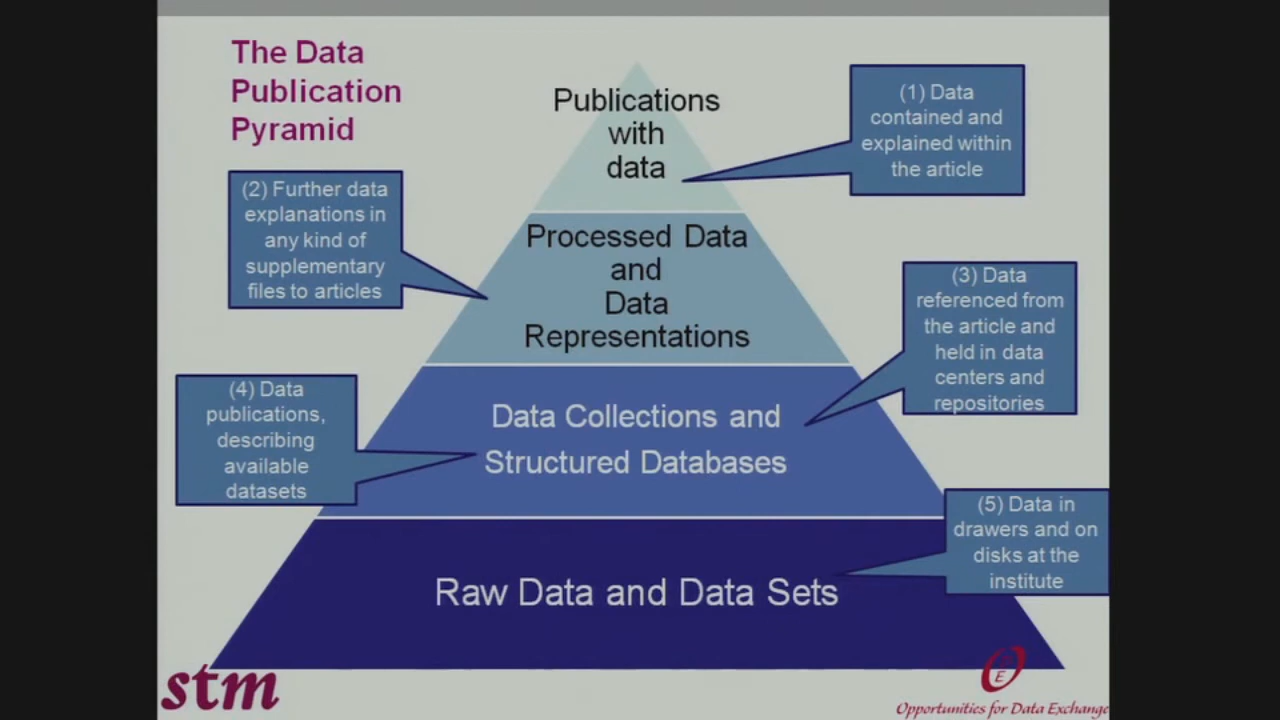 The Data
Publication
Pyramid
Publications
with
data
(1) Data
contained and
explained within
the article
(2) Further data
explanations in
any kind of
supplementary
files to articles
Processed Data
and
Data
Representations
(3) Data
referenced from
the article and
held in data
centers and
repositories
(4) Data
publications,
describing
available
datasets
Data Collections and
Structured Databases
(5) Data in
drawers and on
disks at the
institute
Raw Data and Data Sets
stm
Opportunities for Data Exchange